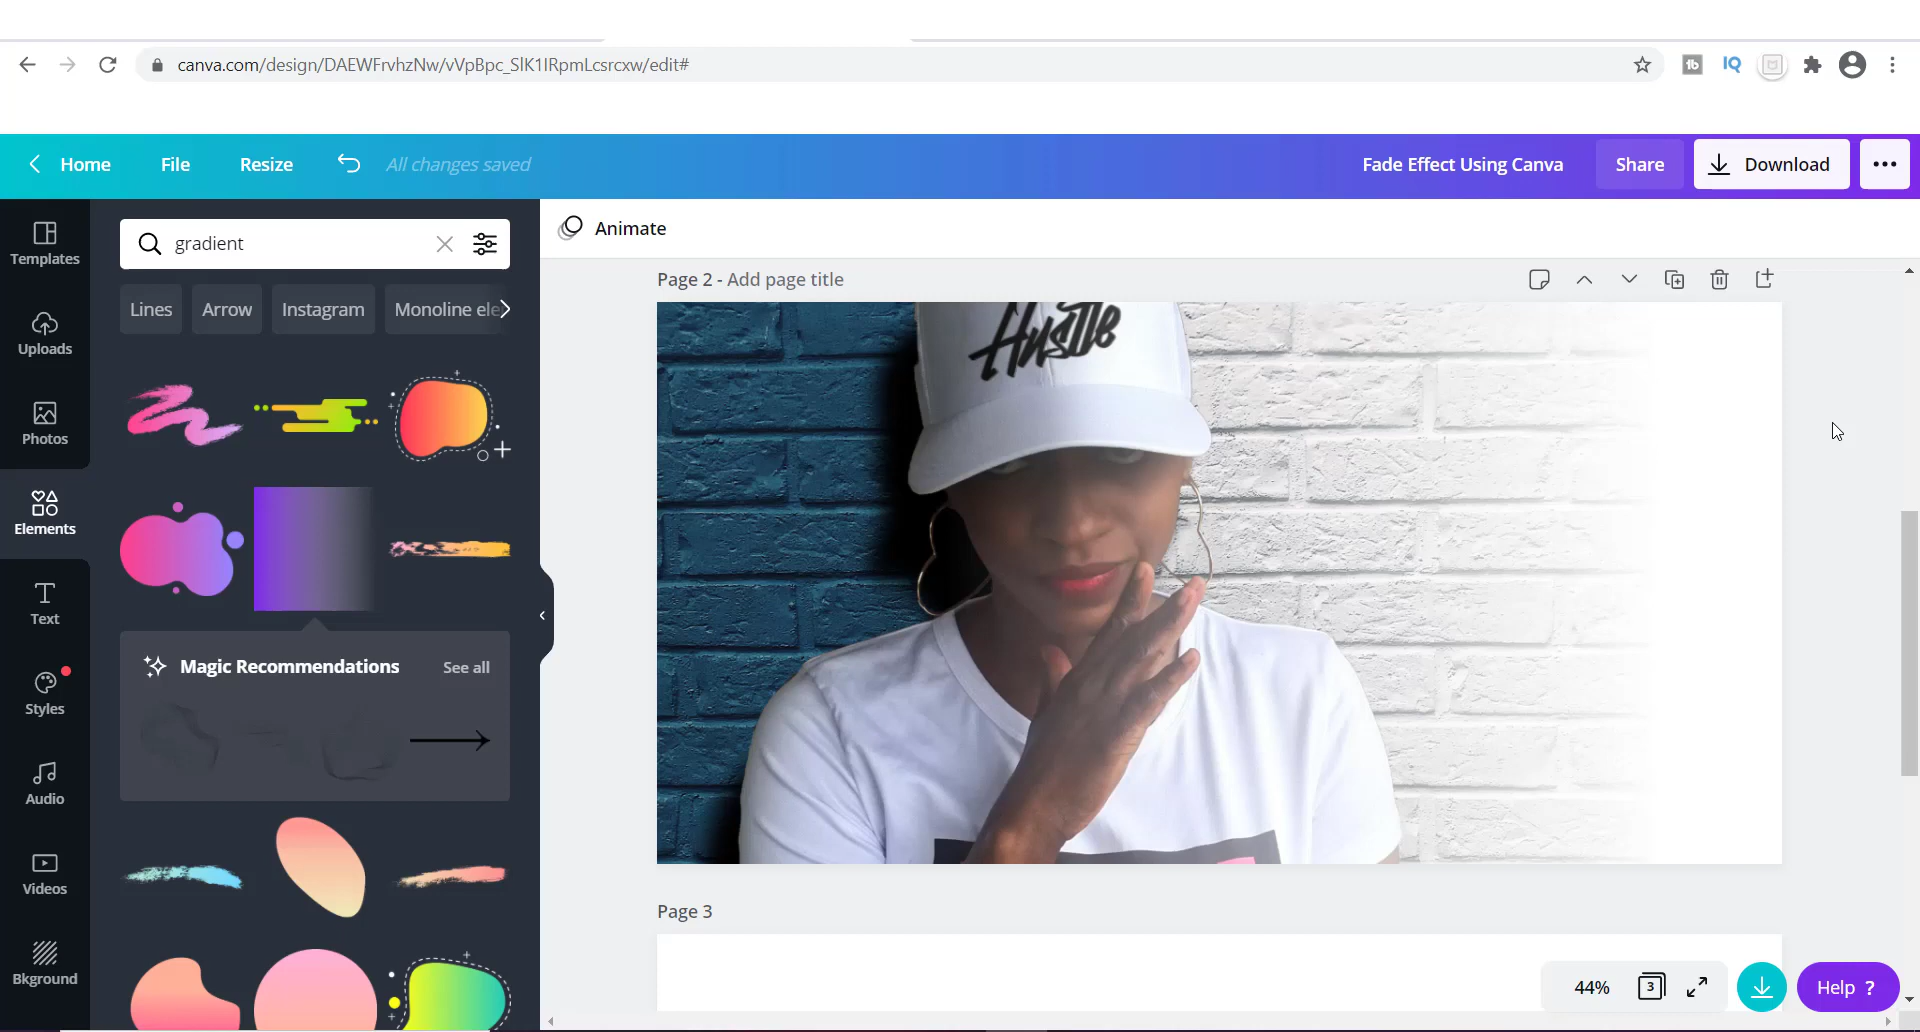 canva.com/design/DAEWFrvhzNw/vVpBpc_SlK1IRpmLcsrcxw/edit#
Home File Resize All changes saved Fade Effect Using Canva Share Download
Templates
Uploads
Photos
Elements
Text
Styles
Audio
Videos
Bkground
gradient
Lines Arrow Instagram Monoline ele
Magic Recommendations See all
Animate
Page 2 - Add page title
Hustle
Page 3
44% 3 Help ?